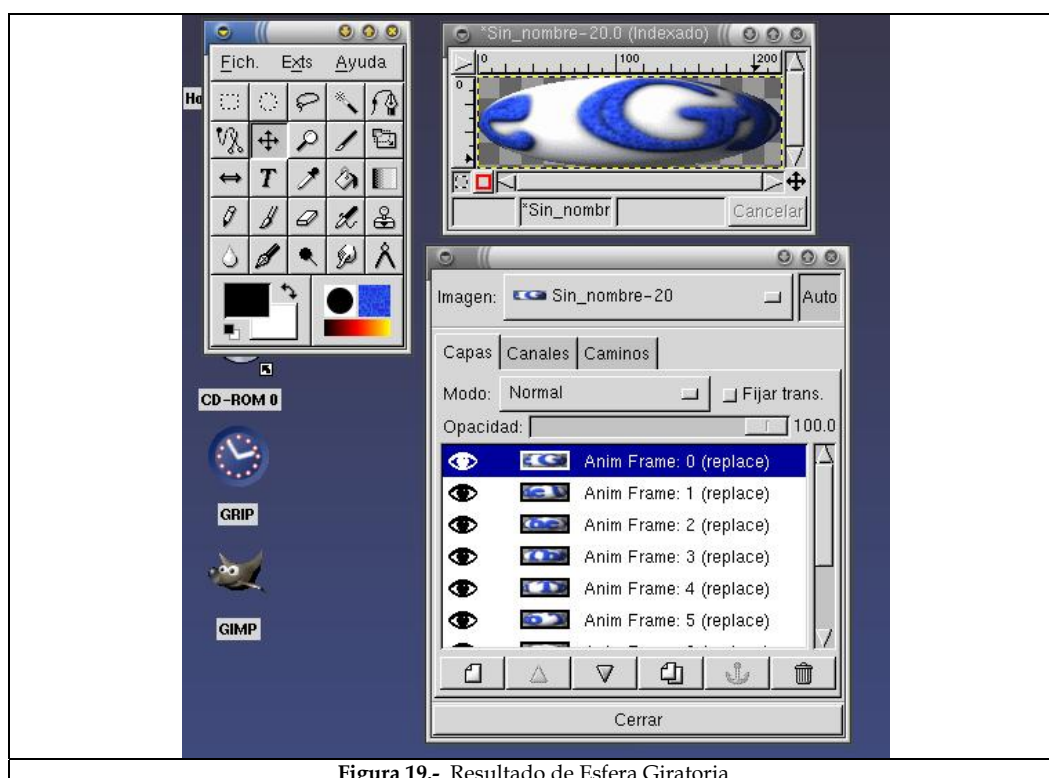 *Sin_nombre-20.0 (Indexado)
Fich. Exts Ayuda
0 100 200
0
Ho
T
*Sin_nombr Cancelar
Imagen: Sin_nombre-20 Auto
Capas Canales Caminos
Modo: Normal Fijar trans.
Opacidad: 100.0
Anim Frame: 0 (replace)
Anim Frame: 1 (replace)
Anim Frame: 2 (replace)
Anim Frame: 3 (replace)
Anim Frame: 4 (replace)
Anim Frame: 5 (replace)
Cerrar
CD-ROM 0
GRIP
GIMP
Figura 19.- Resultado de Esfera Giratoria